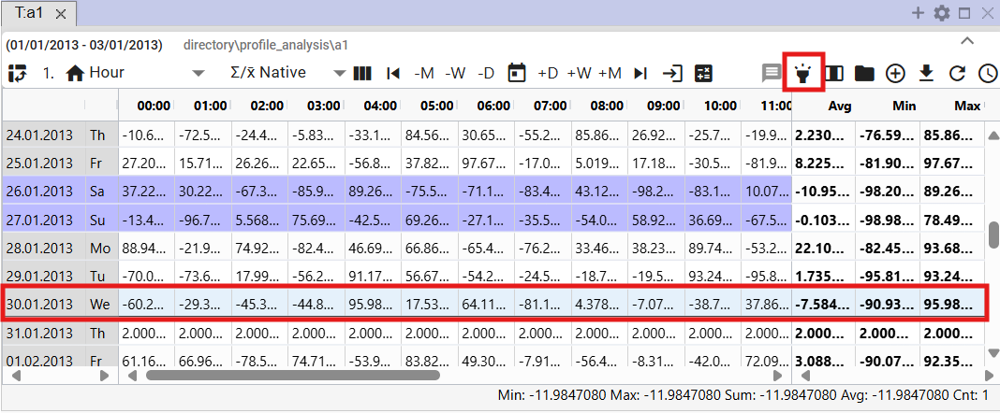 T:a1
(01/01/2013 - 03/01/2013) directory\profile_analysis\a1
1. Hour Σ/x̄ Native -M -W -D +D +W +M
00:00 01:00 02:00 03:00 04:00 05:00 06:00 07:00 08:00 09:00 10:00 11:00 Avg Min Max
24.01.2013 Th -10.6... -72.5... -24.4... -5.83... -33.1... 84.56... 30.65... -55.2... 85.86... 26.92... -25.7... -19.9... 2.230... -76.59... 85.86...
25.01.2013 Fr 27.20... 15.71... 26.26... 22.65... -56.8... 37.82... 97.67... -17.0... 5.019... 17.18... -30.5... -81.9... 8.225... -81.90... 97.67...
26.01.2013 Sa 37.22... 30.22... -67.3... -85.9... 89.26... -75.5... -71.1... -83.4... 43.12... -98.2... -83.1... 10.07... -10.95... -98.20... 89.26...
27.01.2013 Su -13.4... -96.7... 5.568... 75.69... -42.5... 69.26... -27.1... -35.5... -54.0... 58.92... 36.69... -67.5... -0.103... -98.98... 78.49...
28.01.2013 Mo 88.94... -21.9... 74.92... -82.4... 46.69... 66.86... -65.4... -76.2... 33.46... 38.23... 89.74... -53.2... 22.10... -82.45... 93.68...
29.01.2013 Tu -70.0... -73.6... 17.99... -56.2... 91.17... 56.67... -54.2... -24.5... -18.7... -19.5... 93.24... -95.8... 1.735... -95.81... 93.24...
30.01.2013 We -60.2... -29.3... -45.3... -44.8... 95.98... 17.53... 64.11... -81.1... 4.378... -7.07... -38.7... 37.86... -7.584... -90.93... 95.98...
31.01.2013 Th 2.000... 2.000... 2.000... 2.000... 2.000... 2.000... 2.000... 2.000... 2.000... 2.000... 2.000... 2.000... 2.000... 2.000... 2.000...
01.02.2013 Fr 61.16... 66.96... -78.5... 74.71... -53.9... 83.82... 49.30... -7.91... -56.4... -8.31... -42.0... 72.09... 3.088... -90.07... 92.35...
Min: -11.9847080 Max: -11.9847080 Sum: -11.9847080 Avg: -11.9847080 Cnt: 1